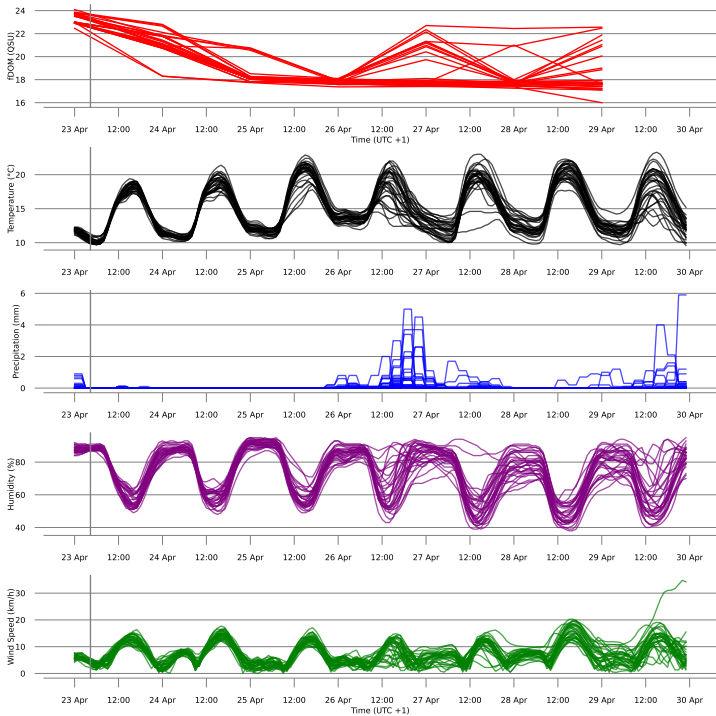 fDOM (QSU)
24
22
20
18
16
23 Apr 12:00 24 Apr 12:00 25 Apr 12:00 26 Apr 12:00 27 Apr 12:00 28 Apr 12:00 29 Apr 12:00 30 Apr
Time (UTC +1)
Temperature (°C)
20
15
10
23 Apr 12:00 24 Apr 12:00 25 Apr 12:00 26 Apr 12:00 27 Apr 12:00 28 Apr 12:00 29 Apr 12:00 30 Apr
Precipitation (mm)
6
4
2
0
23 Apr 12:00 24 Apr 12:00 25 Apr 12:00 26 Apr 12:00 27 Apr 12:00 28 Apr 12:00 29 Apr 12:00 30 Apr
Humidity (%)
80
60
40
23 Apr 12:00 24 Apr 12:00 25 Apr 12:00 26 Apr 12:00 27 Apr 12:00 28 Apr 12:00 29 Apr 12:00 30 Apr
Wind Speed (km/h)
30
20
10
0
23 Apr 12:00 24 Apr 12:00 25 Apr 12:00 26 Apr 12:00 27 Apr 12:00 28 Apr 12:00 29 Apr 12:00 30 Apr
Time (UTC +1)